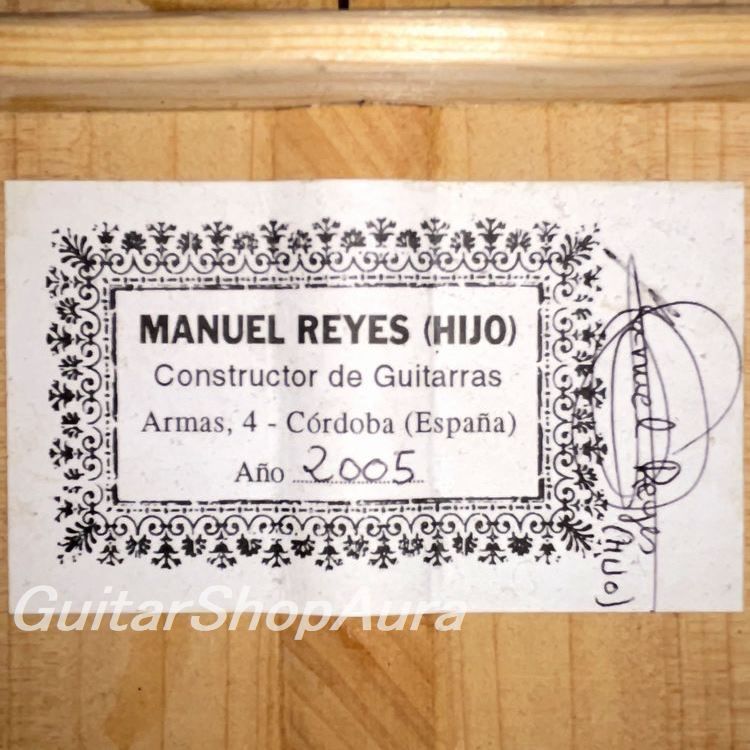 MANUEL REYES (HIJO)
Constructor de Guitarras
Armas, 4 - Córdoba (España)
Año 2005
Manuel Reyes
(HIJO)
GuitarShopAura